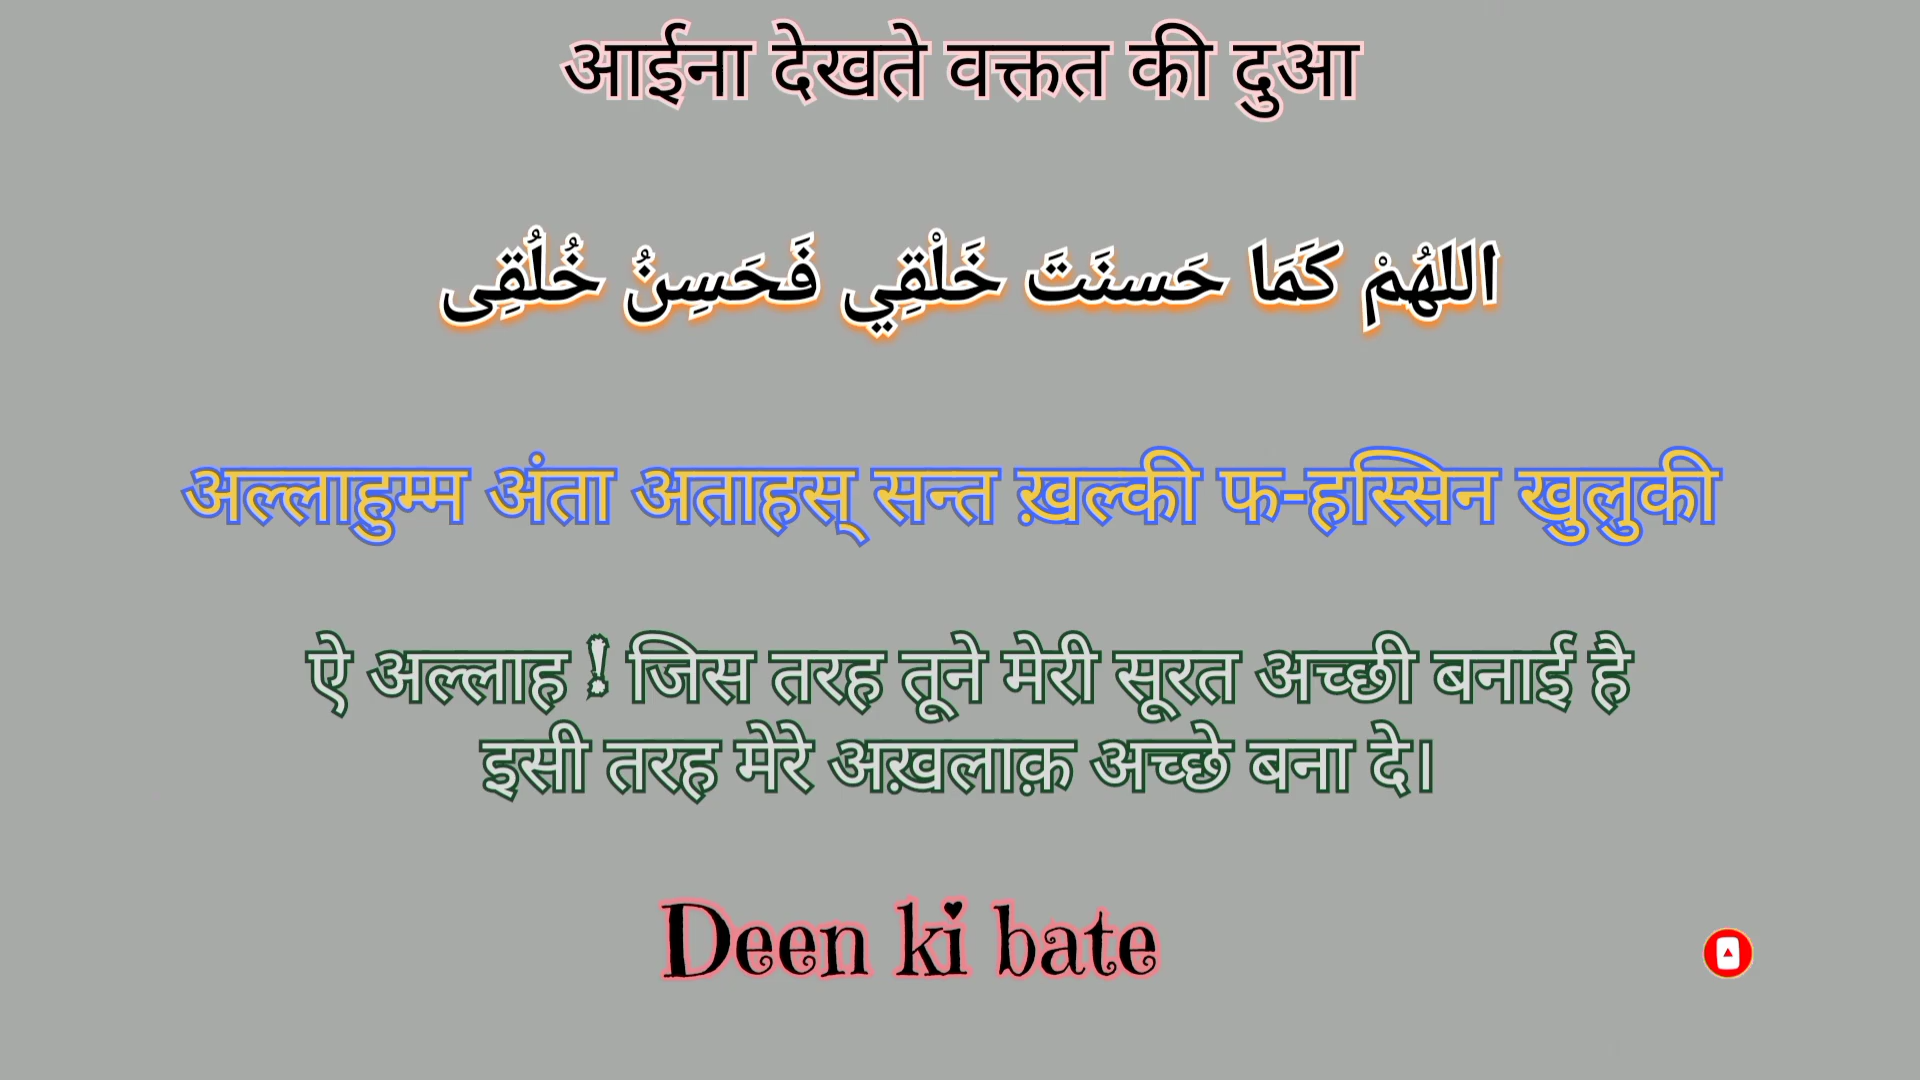 आईना देखते वक्तत की दुआ
اللهُمْ كَمَا حَسنَتَ خَلْقِي فَحَسِنُ خُلُقِى
अल्लाहुम्म अंता अताहस् सन्त ख़ल्की फ-हस्सिन खुलुकी
ऐ अल्लाह ! जिस तरह तूने मेरी सूरत अच्छी बनाई है
इसी तरह मेरे अख़लाक़ अच्छे बना दे।
Deen ki bate